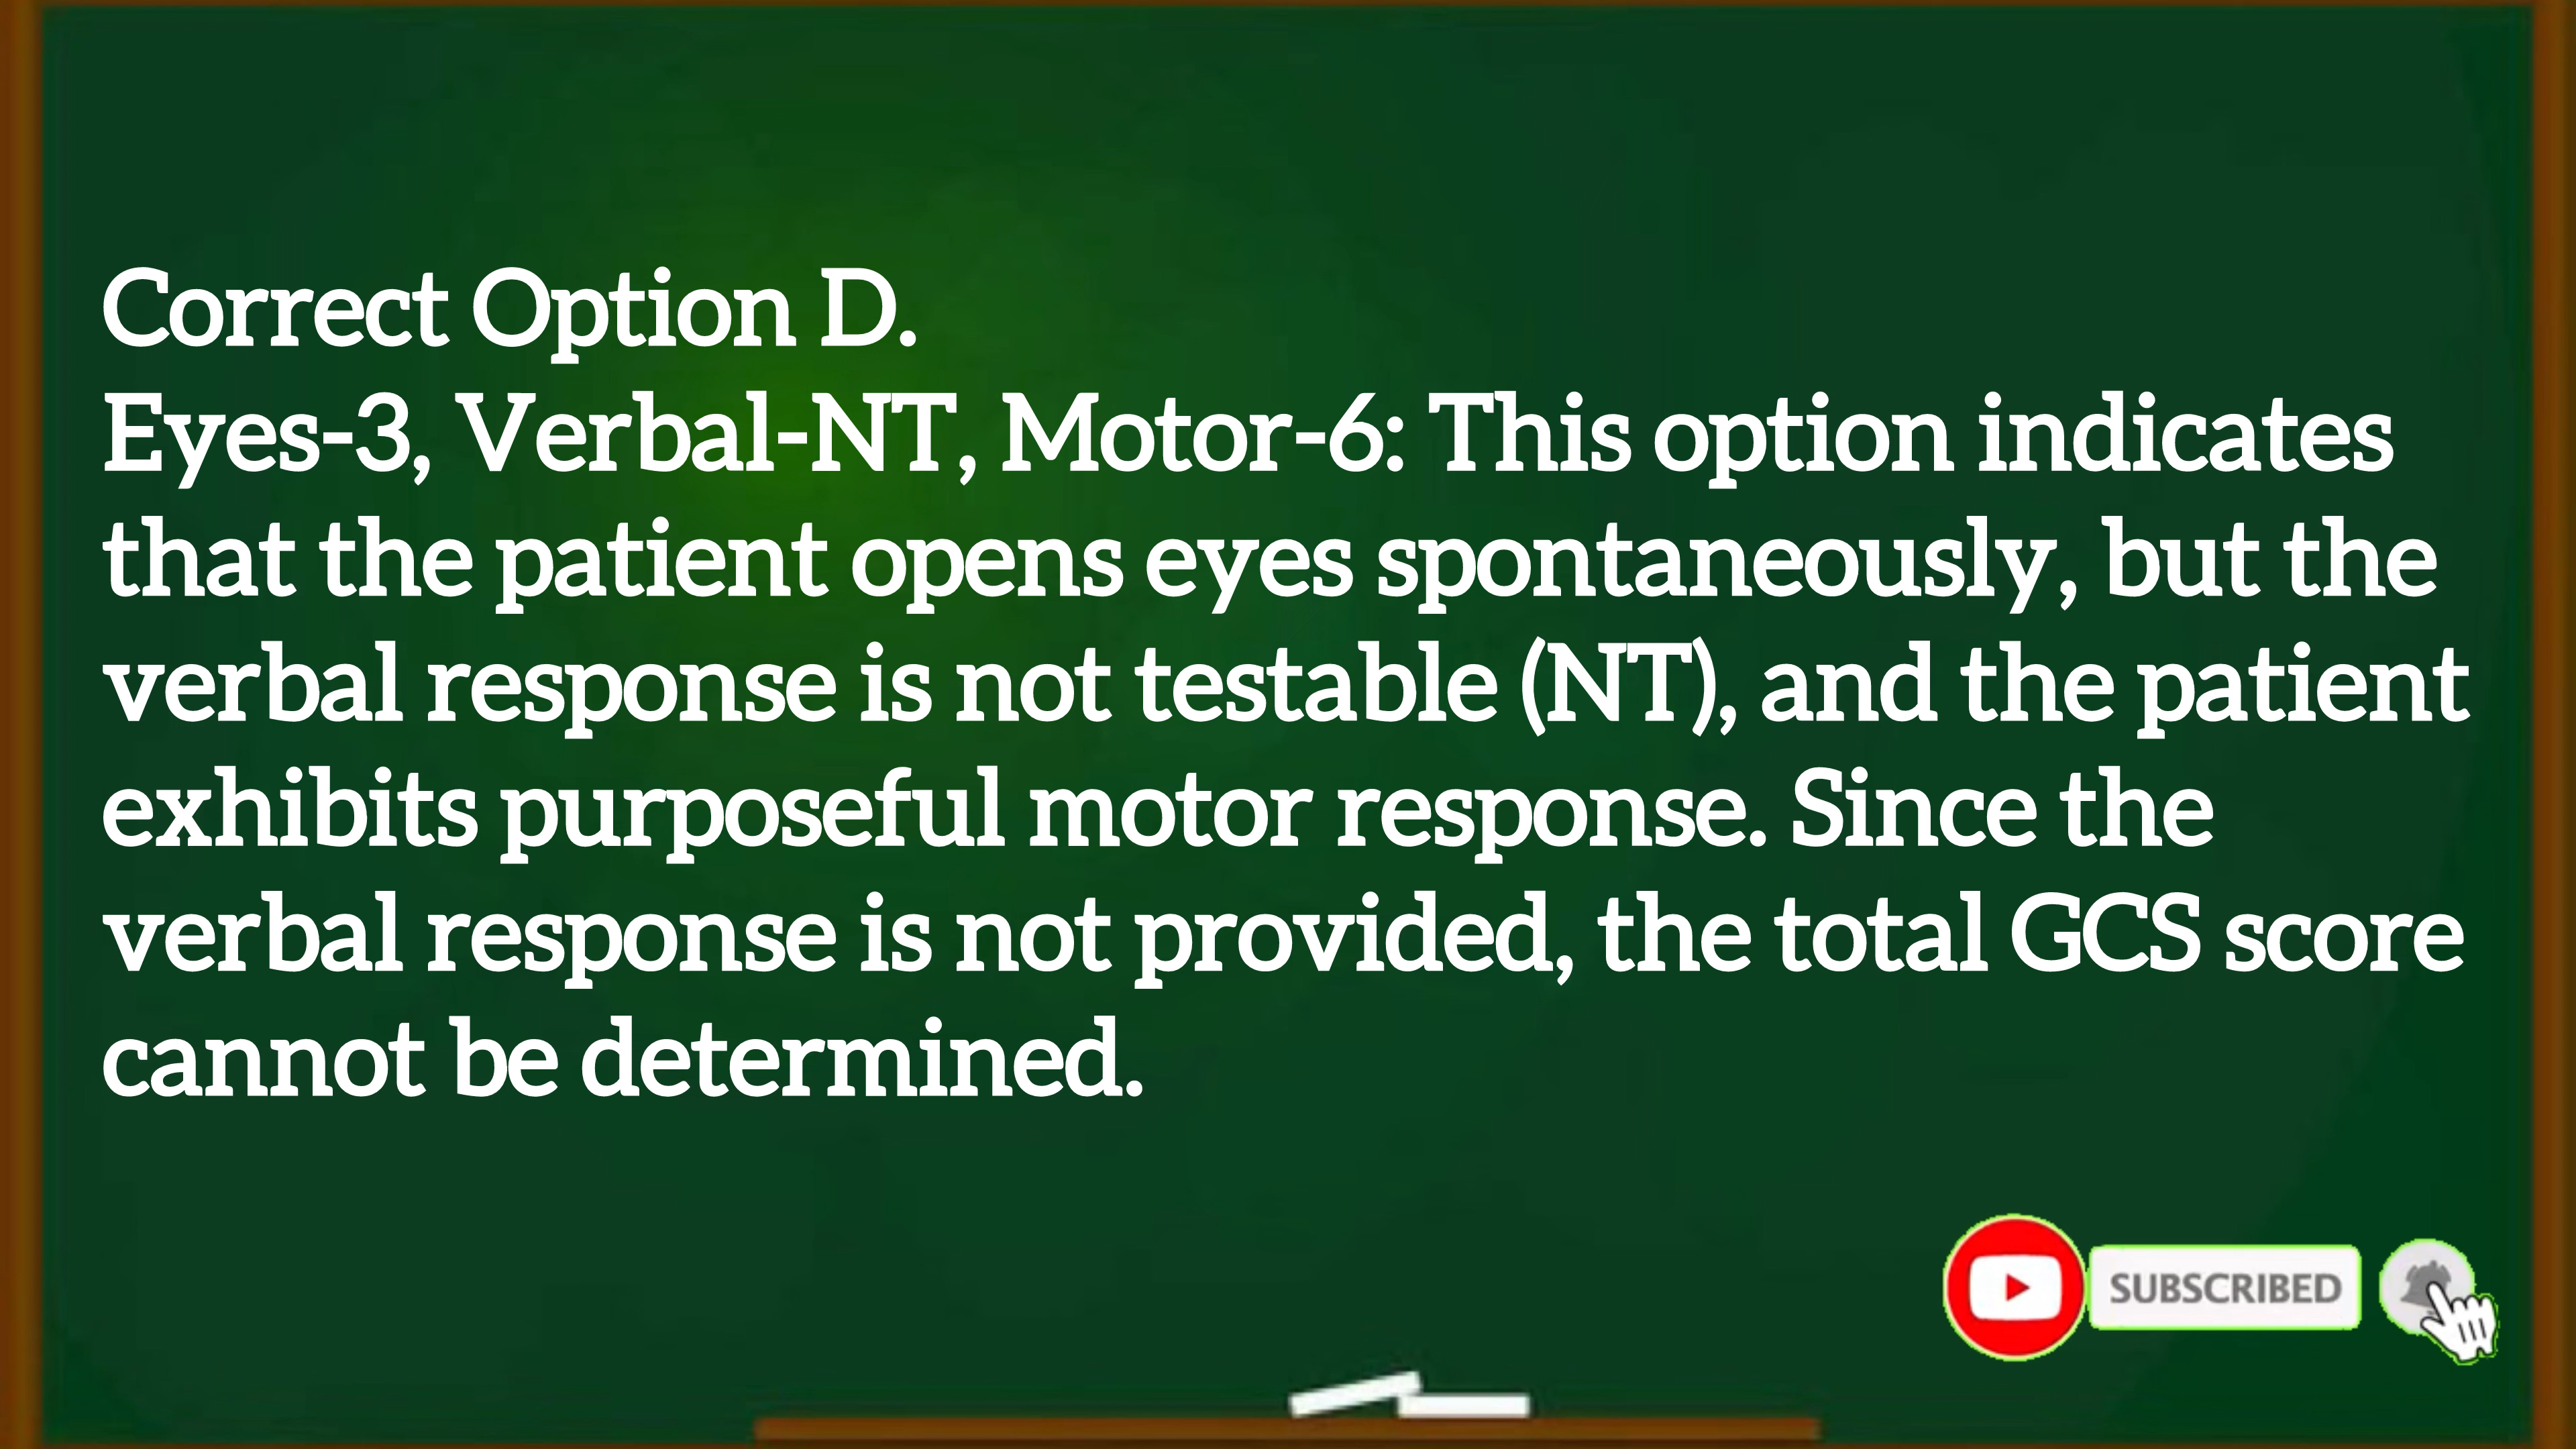 Correct Option D.
Eyes-3, Verbal-NT, Motor-6: This option indicates
that the patient opens eyes spontaneously, but the
verbal response is not testable (NT), and the patient
exhibits purposeful motor response. Since the
verbal response is not provided, the total GCS score
cannot be determined.
SUBSCRIBED